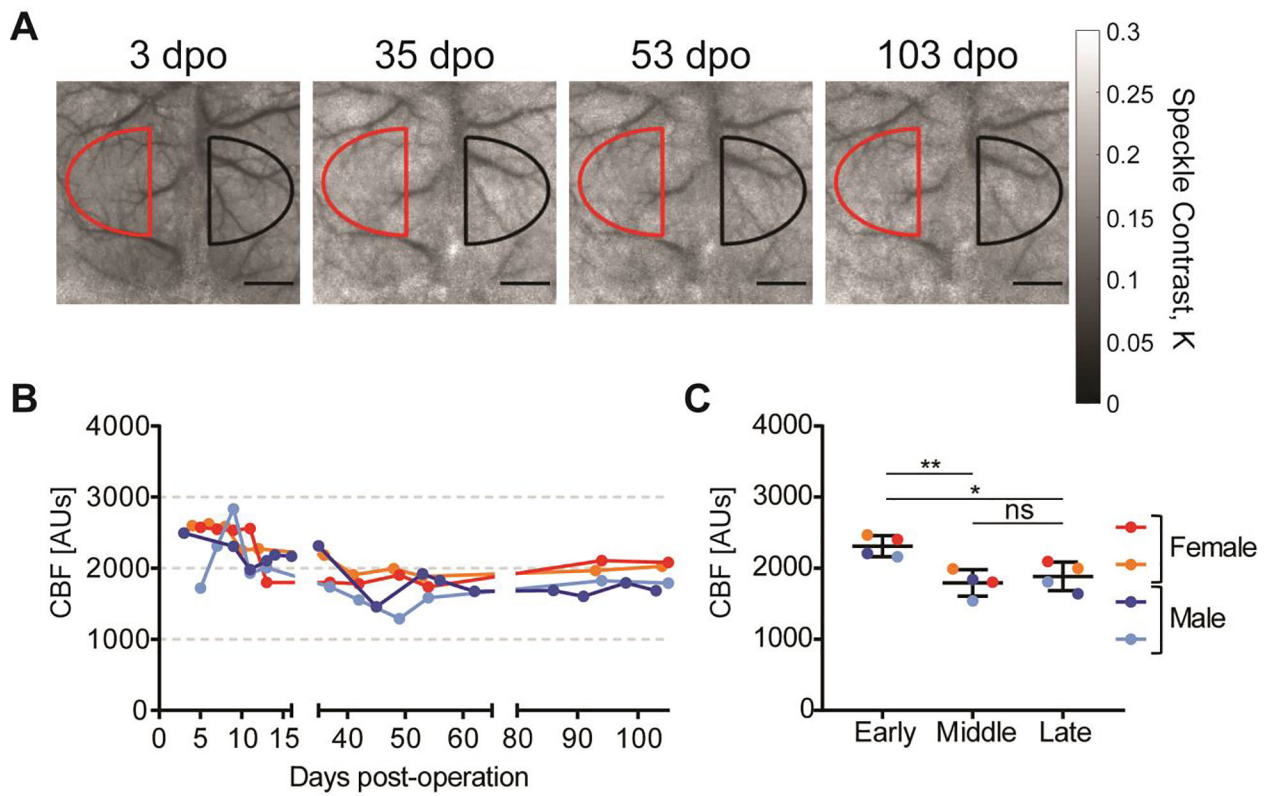 A
3 dpo
35 dpo
53 dpo
103 dpo
0.3
0.25
0.2
0.15
0.1
0.05
0
Speckle Contrast, K
B
4000
3000
2000
1000
0
CBF [AUs]
0 5 10 15 40 50 60 80 90 100
Days post-operation
C
4000
3000
2000
1000
0
CBF [AUs]
**
*
ns
Early Middle Late
Female
Male